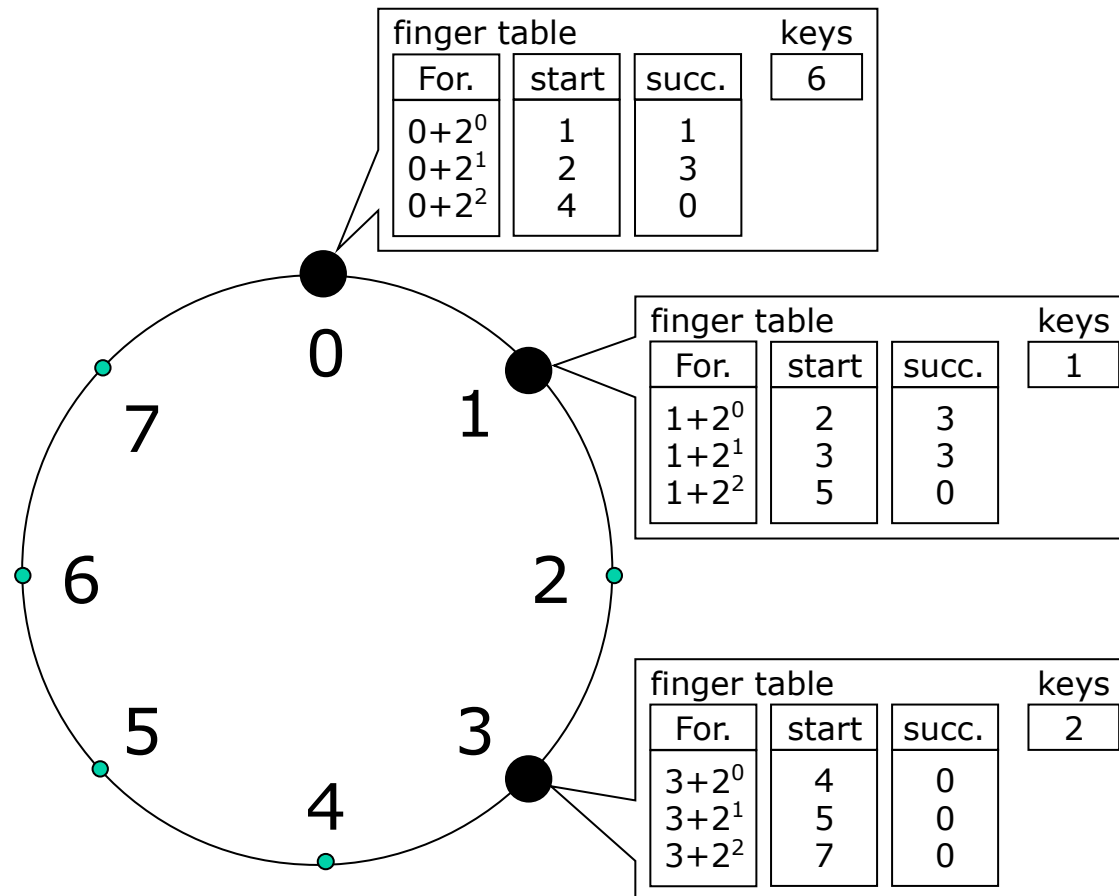 finger table keys
For. start succ. 6
0+2⁰ 1 1
0+2¹ 2 3
0+2² 4 0
finger table keys
For. start succ. 1
1+2⁰ 2 3
1+2¹ 3 3
1+2² 5 0
finger table keys
For. start succ. 2
3+2⁰ 4 0
3+2¹ 5 0
3+2² 7 0
0
1
2
3
4
5
6
7